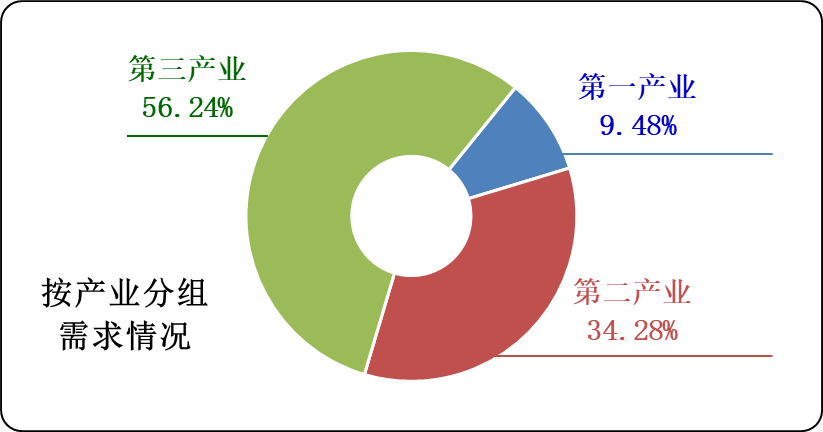 第三产业
56.24%
第一产业
9.48%
按产业分组
需求情况
第二产业
34.28%